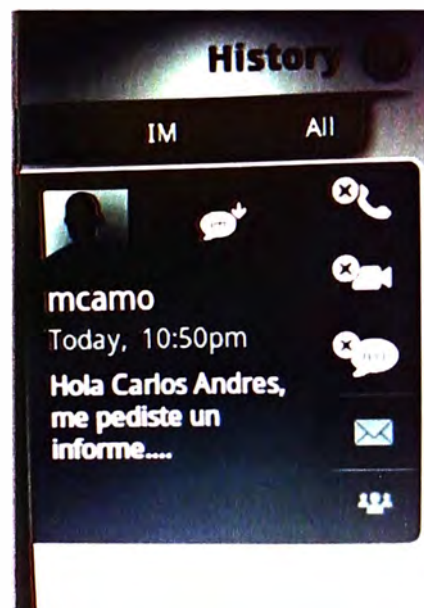 History
IM All
mcamo
Today, 10:50pm
Hola Carlos Andres,
me pediste un
informe....